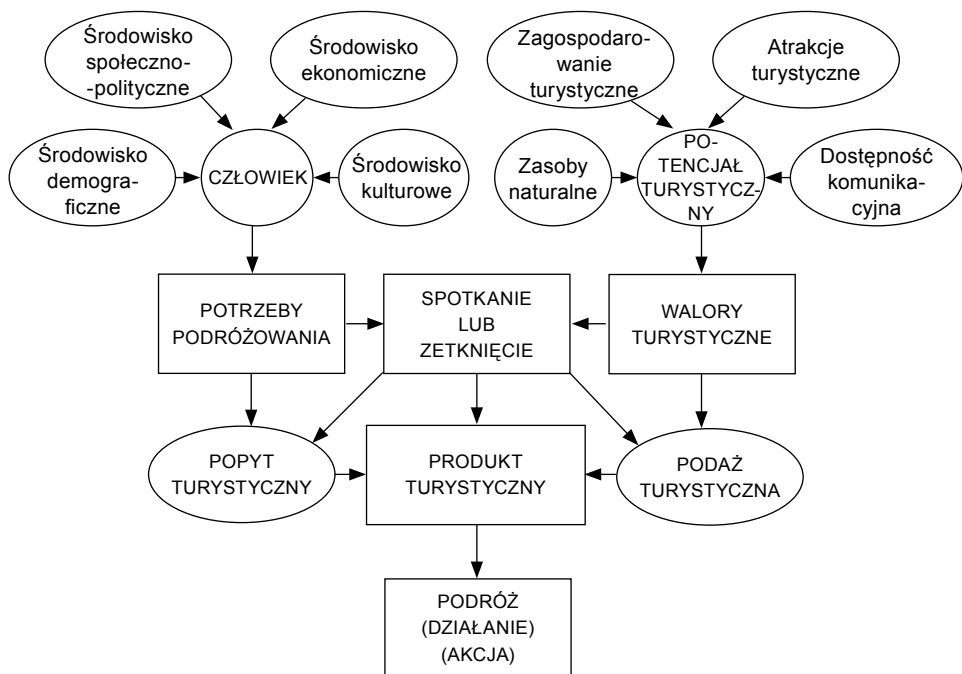 Środowisko
społeczno-
-polityczne
Środowisko
ekonomiczne
Zagospodaro-
wanie
turystyczne
Atrakcje
turystyczne
Środowisko
demogra-
ficzne
CZŁOWIEK
Środowisko
kulturowe
Zasoby
naturalne
PO-
TENCJAŁ
TURYSTYCZ-
NY
Dostępność
komunika-
cyjna
POTRZEBY
PODRÓŻOWANIA
SPOTKANIE
LUB
ZETKNIĘCIE
WALORY
TURYSTYCZNE
POPYT
TURYSTYCZNY
PRODUKT
TURYSTYCZNY
PODAŻ
TURYSTYCZNA
PODRÓŻ
(DZIAŁANIE)
(AKCJA)